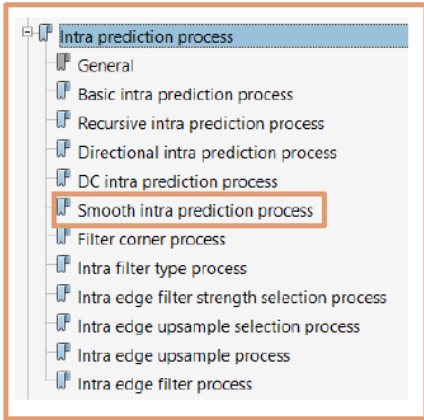 Intra prediction process
General
Basic intra prediction process
Recursive intra prediction process
Directional intra prediction process
DC intra prediction process
Smooth intra prediction process
Filter corner process
Intra filter type process
Intra edge filter strength selection process
Intra edge upsample selection process
Intra edge upsample process
Intra edge filter process